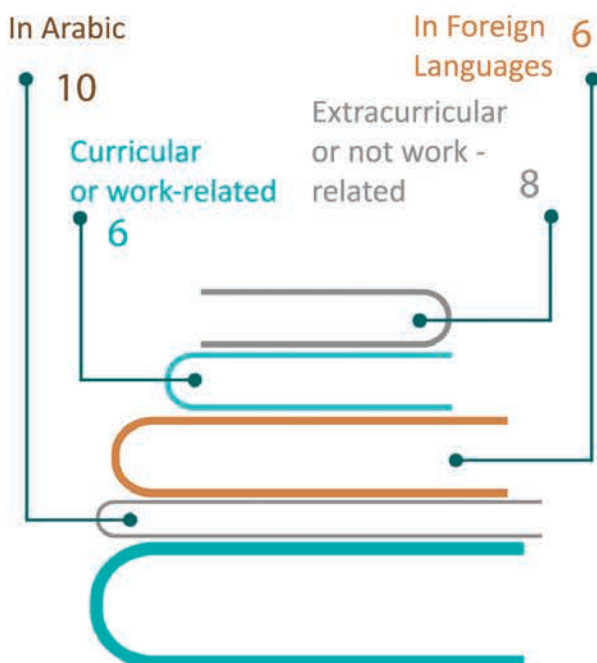 In Arabic
10
In Foreign 6
Languages
Curricular
or work-related
6
Extracurricular
or not work -
related
8